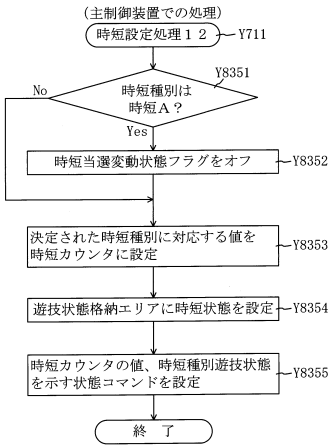 (主制御装置での処理)
時短設定処理12
Y711
Y8351
時短種別は
時短A?
No
Yes
時短当選変動状態フラグをオフ
Y8352
決定された時短種別に対応する値を
時短カウンタに設定
Y8353
遊技状態格納エリアに時短状態を設定
Y8354
時短カウンタの値、時短種別遊技状態
を示す状態コマンドを設定
Y8355
終 了